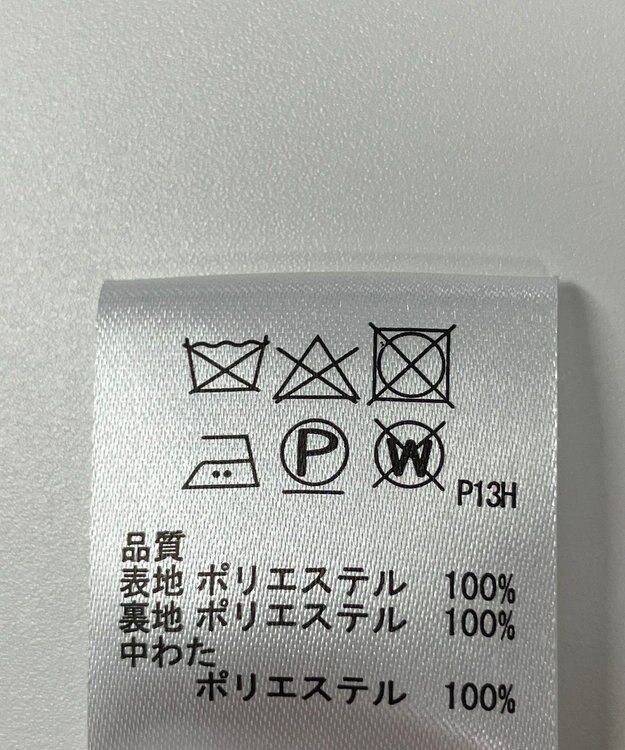 P W P13H
品質
表地 ポリエステル 100%
裏地 ポリエステル 100%
中わた
ポリエステル 100%